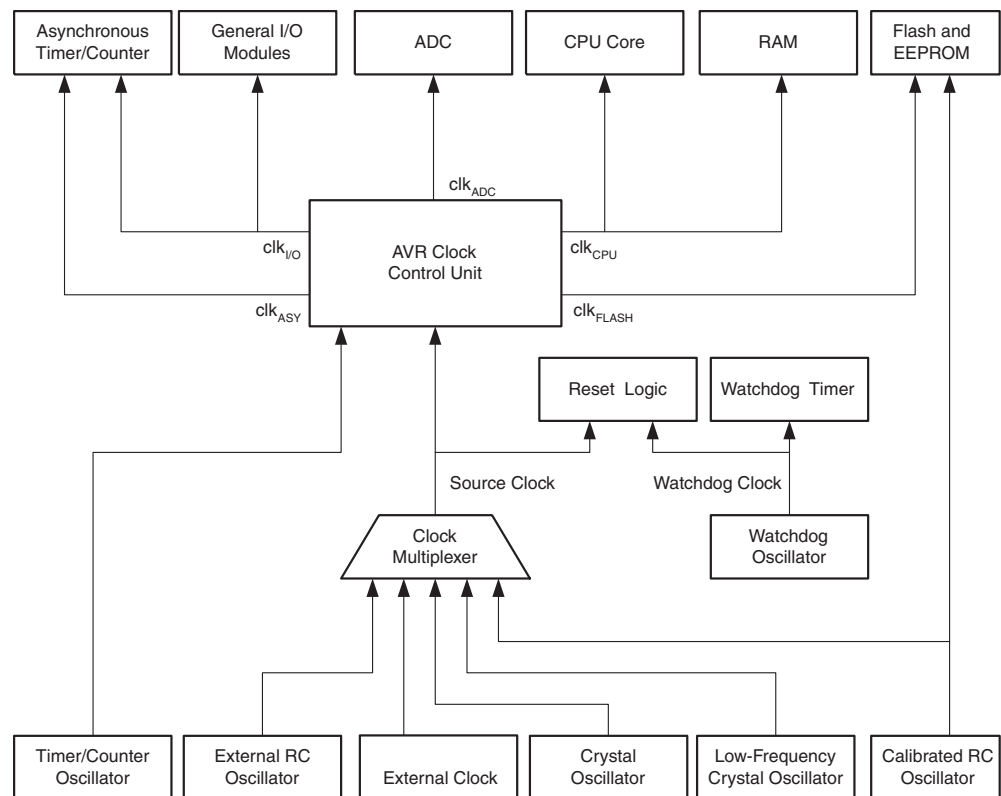 Asynchronous
Timer/Counter
General I/O
Modules
ADC
CPU Core
RAM
Flash and
EEPROM
clkADC
clkI/O
AVR Clock
Control Unit
clkCPU
clkASY
clkFLASH
Reset Logic
Watchdog Timer
Source Clock
Watchdog Clock
Clock
Multiplexer
Watchdog
Oscillator
Timer/Counter
Oscillator
External RC
Oscillator
External Clock
Crystal
Oscillator
Low-Frequency
Crystal Oscillator
Calibrated RC
Oscillator